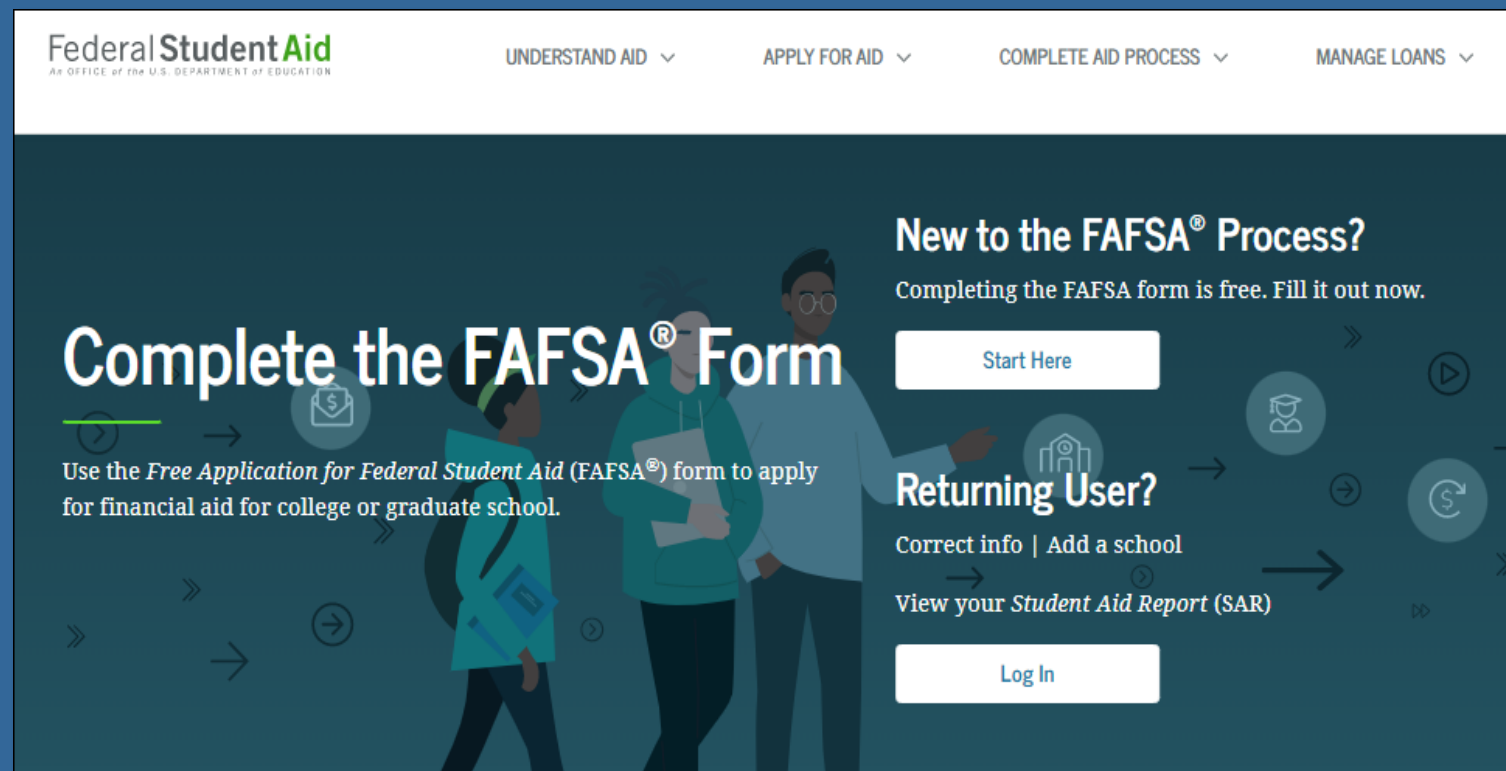 Federal Student Aid
An OFFICE of the U.S. DEPARTMENT of EDUCATION
UNDERSTAND AID
APPLY FOR AID
COMPLETE AID PROCESS
MANAGE LOANS
Complete the FAFSA® Form
Use the Free Application for Federal Student Aid (FAFSA®) form to apply
for financial aid for college or graduate school.
New to the FAFSA® Process?
Completing the FAFSA form is free. Fill it out now.
Start Here
Returning User?
Correct info | Add a school
View your Student Aid Report (SAR)
Log In